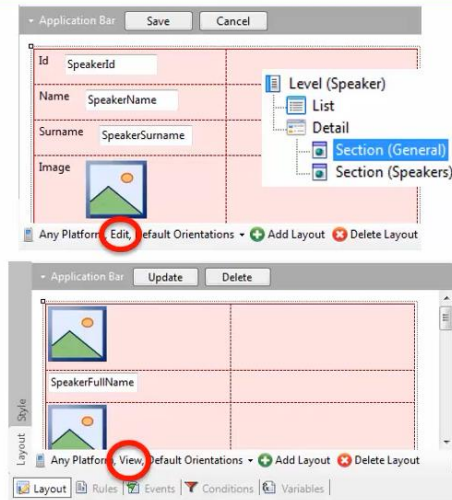 Application Bar Save Cancel
Id SpeakerId
Name SpeakerName
Surname SpeakerSurname
Image
Level (Speaker)
List
Detail
Section (General)
Section (Speakers)
Any Platform, Edit, Default Orientations Add Layout Delete Layout
Application Bar Update Delete
SpeakerFullName
Style
Layout
Any Platform, View, Default Orientations Add Layout Delete Layout
Layout Rules Events Conditions Variables